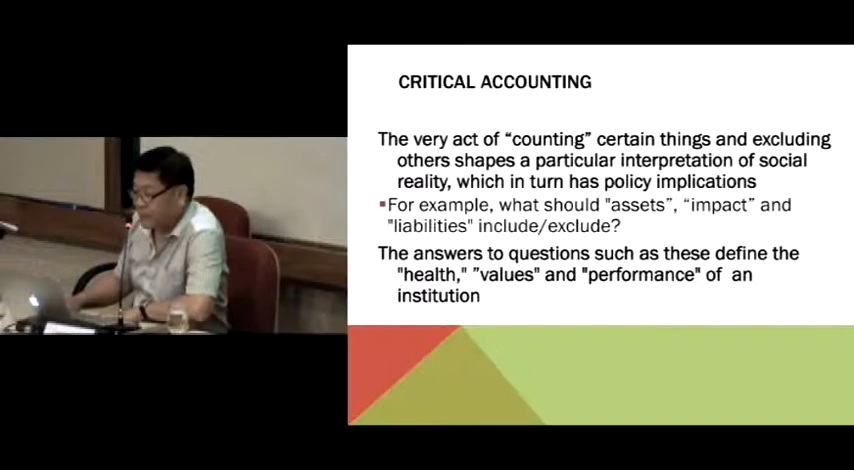 CRITICAL ACCOUNTING
The very act of “counting” certain things and excluding
others shapes a particular interpretation of social
reality, which in turn has policy implications
▪For example, what should "assets”, “impact” and
"liabilities" include/exclude?
The answers to questions such as these define the
"health," ”values" and "performance" of an
institution